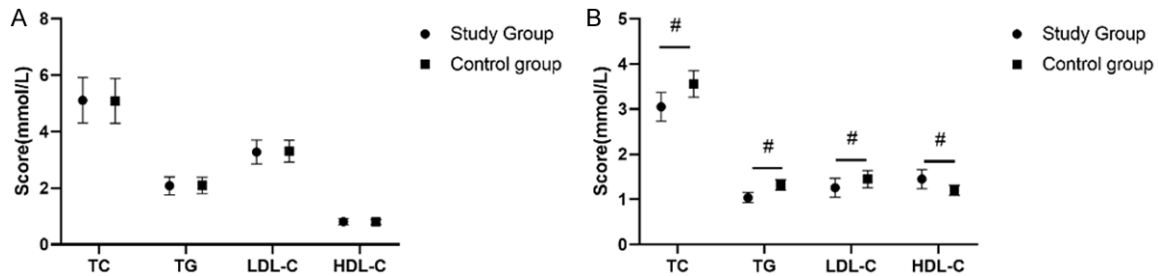 A
Score(mmol/L)
8
6
4
2
0
TC TG LDL-C HDL-C
Study Group
Control group
B
Score(mmol/L)
5
4
3
2
1
0
# # # #
TC TG LDL-C HDL-C
Study Group
Control group